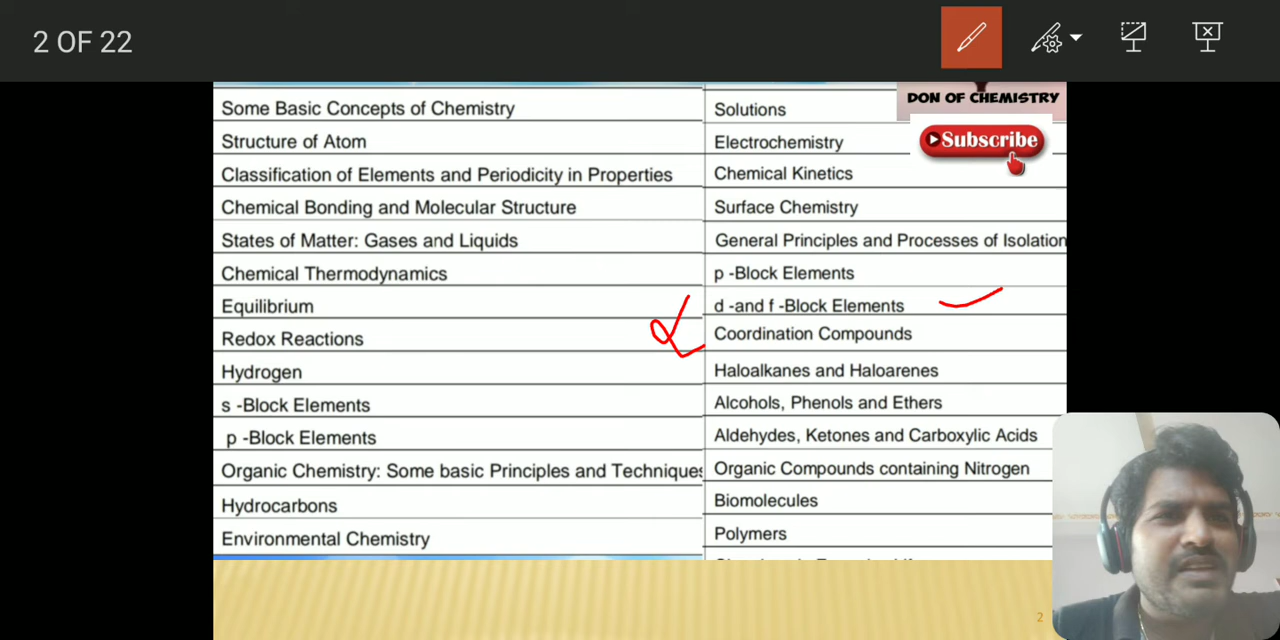 2 OF 22
Some Basic Concepts of Chemistry
Structure of Atom
Classification of Elements and Periodicity in Properties
Chemical Bonding and Molecular Structure
States of Matter: Gases and Liquids
Chemical Thermodynamics
Equilibrium
Redox Reactions
Hydrogen
s -Block Elements
p -Block Elements
Organic Chemistry: Some basic Principles and Techniques
Hydrocarbons
Environmental Chemistry
Solutions
Electrochemistry
Chemical Kinetics
Surface Chemistry
General Principles and Processes of Isolation
p -Block Elements
d -and f -Block Elements
Coordination Compounds
Haloalkanes and Haloarenes
Alcohols, Phenols and Ethers
Aldehydes, Ketones and Carboxylic Acids
Organic Compounds containing Nitrogen
Biomolecules
Polymers
DON OF CHEMISTRY
Subscribe
2